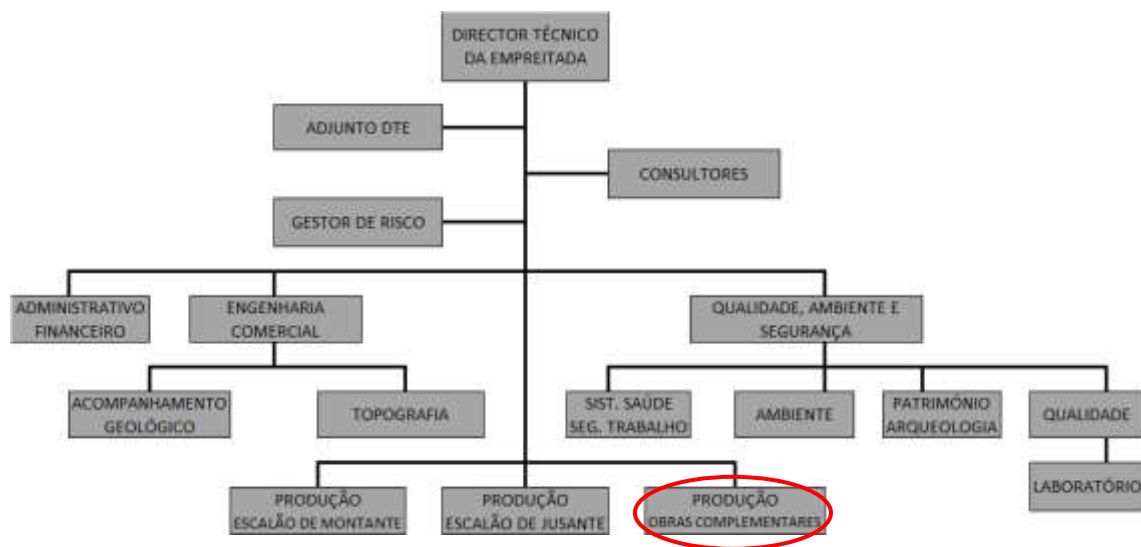 DIRECTOR TÉCNICO
DA EMPREITADA
ADJUNTO DTE
CONSULTORES
GESTOR DE RISCO
ADMINISTRATIVO
FINANCEIRO
ENGENHARIA
COMERCIAL
QUALIDADE, AMBIENTE E
SEGURANÇA
ACOMPANHAMENTO
GEOLÓGICO
TOPOGRAFIA
SIST. SAÚDE
SEG. TRABALHO
AMBIENTE
PATRIMÓNIO
ARQUEOLOGIA
QUALIDADE
LABORATÓRIO
PRODUÇÃO
ESCALÃO DE MONTANTE
PRODUÇÃO
ESCALÃO DE JUSANTE
PRODUÇÃO
OBRAS COMPLEMENTARES